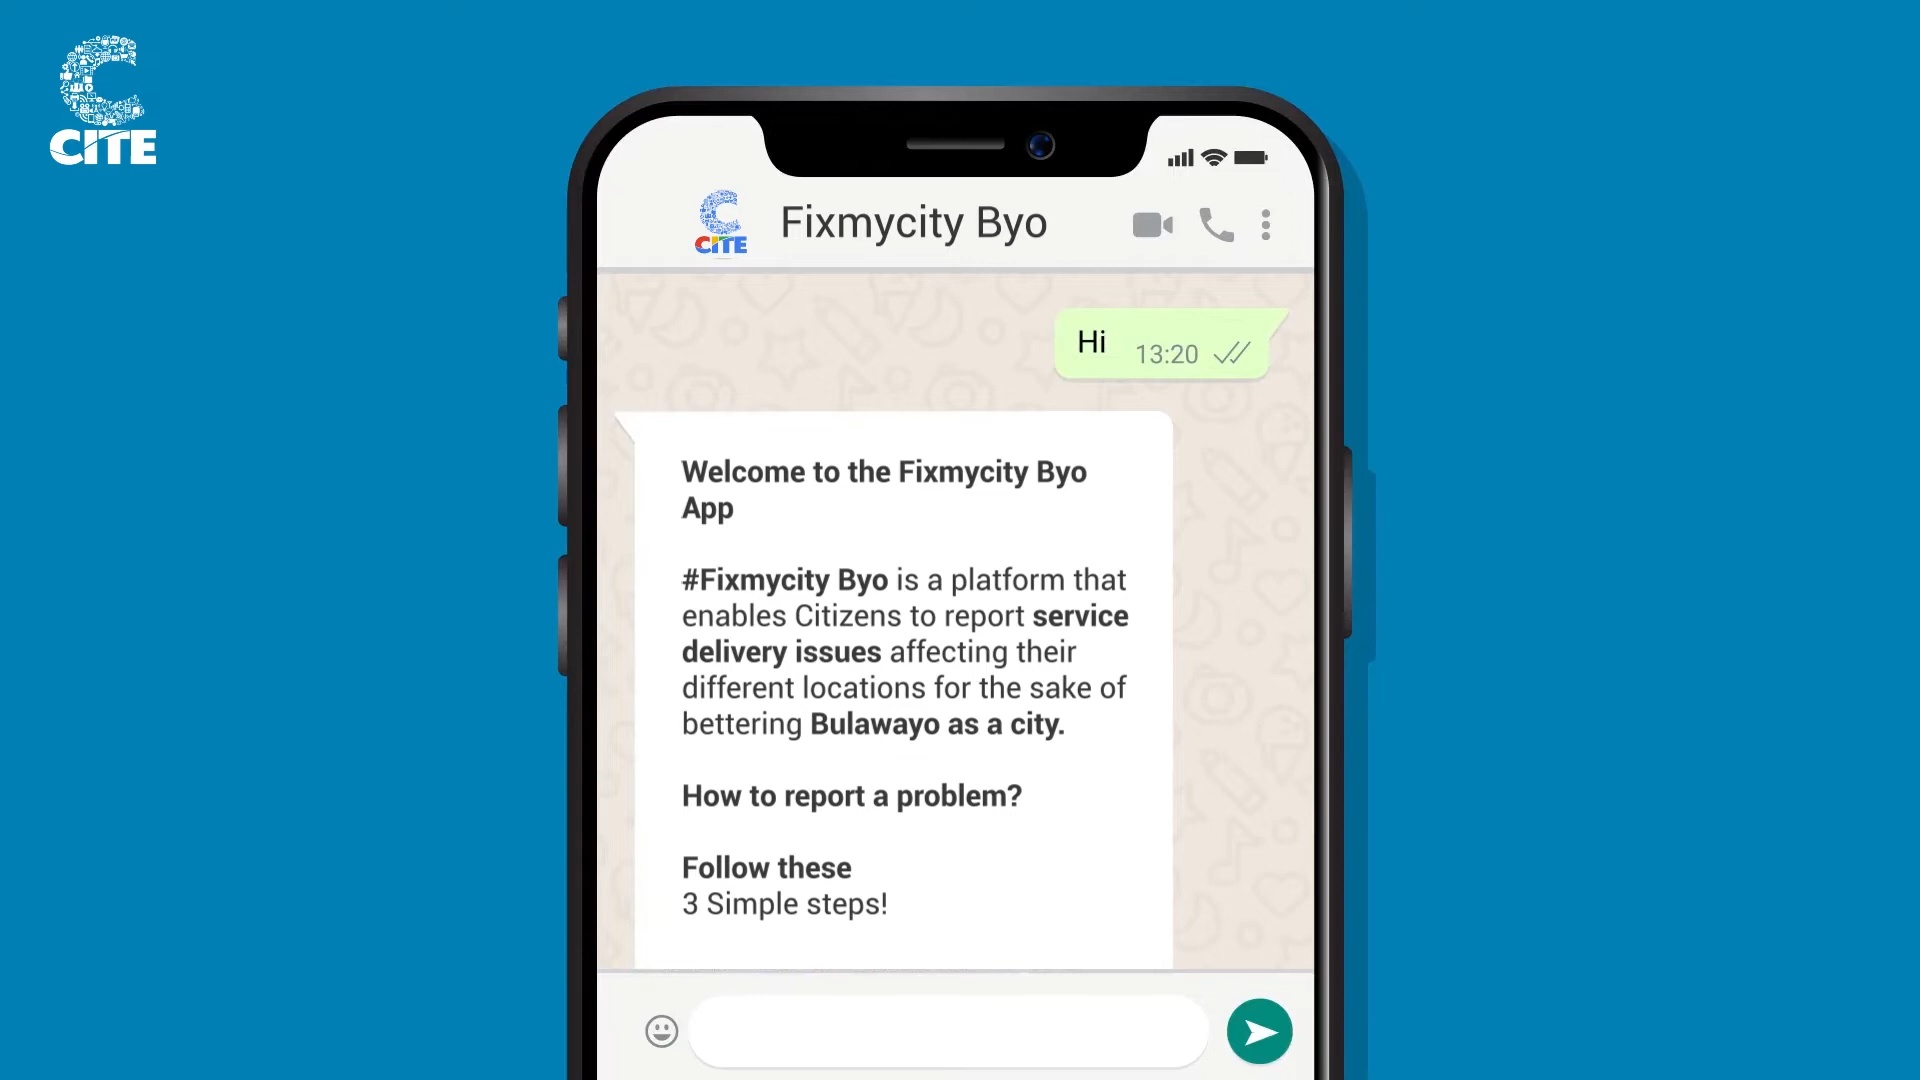 CITE
CITE
Fixmycity Byo
Hi
13:20
Welcome to the Fixmycity Byo
App
#Fixmycity Byo is a platform that
enables Citizens to report service
delivery issues affecting their
different locations for the sake of
bettering Bulawayo as a city.
How to report a problem?
Follow these
3 Simple steps!